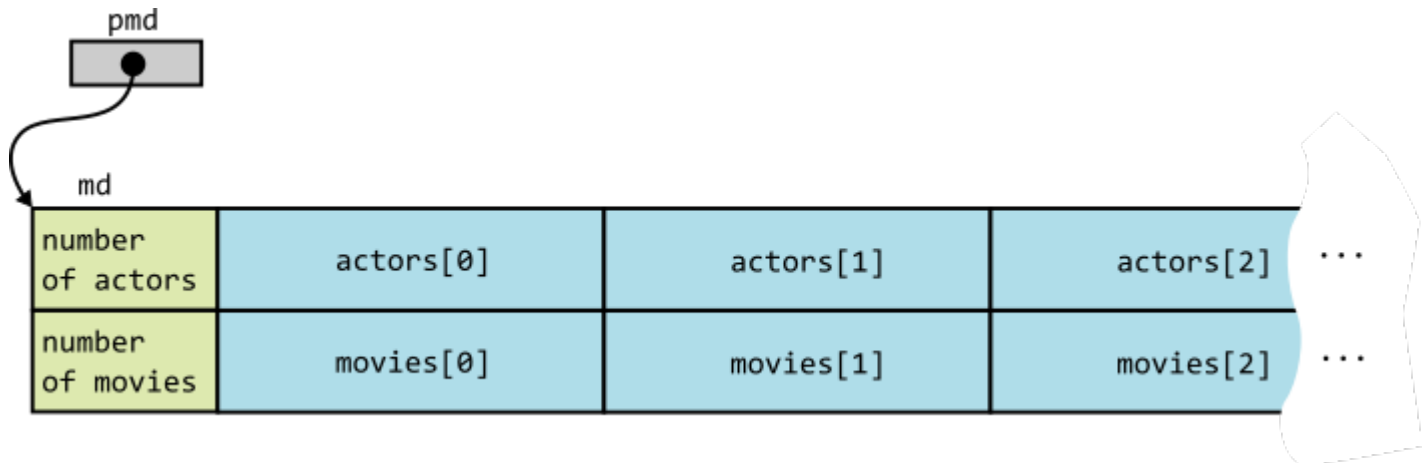 pmd
md
number
of actors
actors[0]
actors[1]
actors[2]
...
number
of movies
movies[0]
movies[1]
movies[2]
...